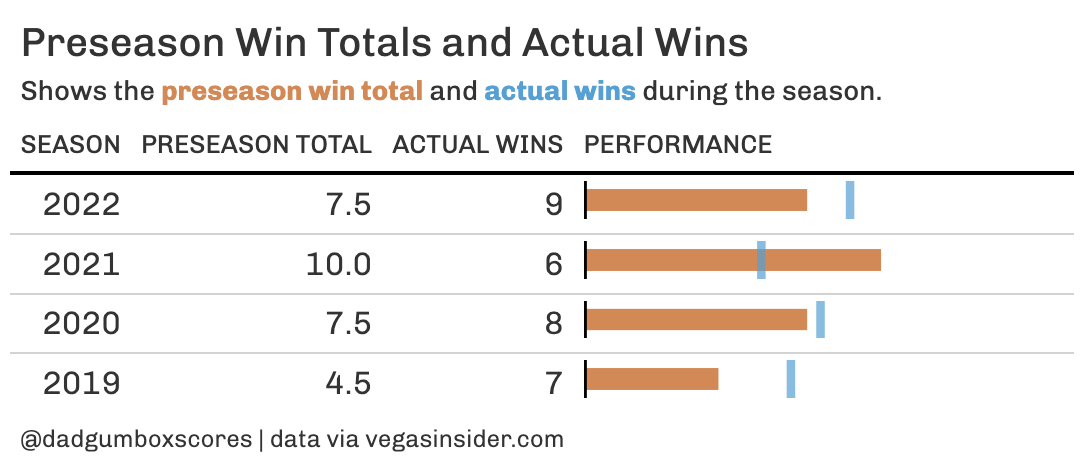 Preseason Win Totals and Actual Wins
Shows the preseason win total and actual wins during the season.
SEASON PRESEASON TOTAL ACTUAL WINS PERFORMANCE
2022 7.5 9
2021 10.0 6
2020 7.5 8
2019 4.5 7
@dadgumboxscores | data via vegasinsider.com